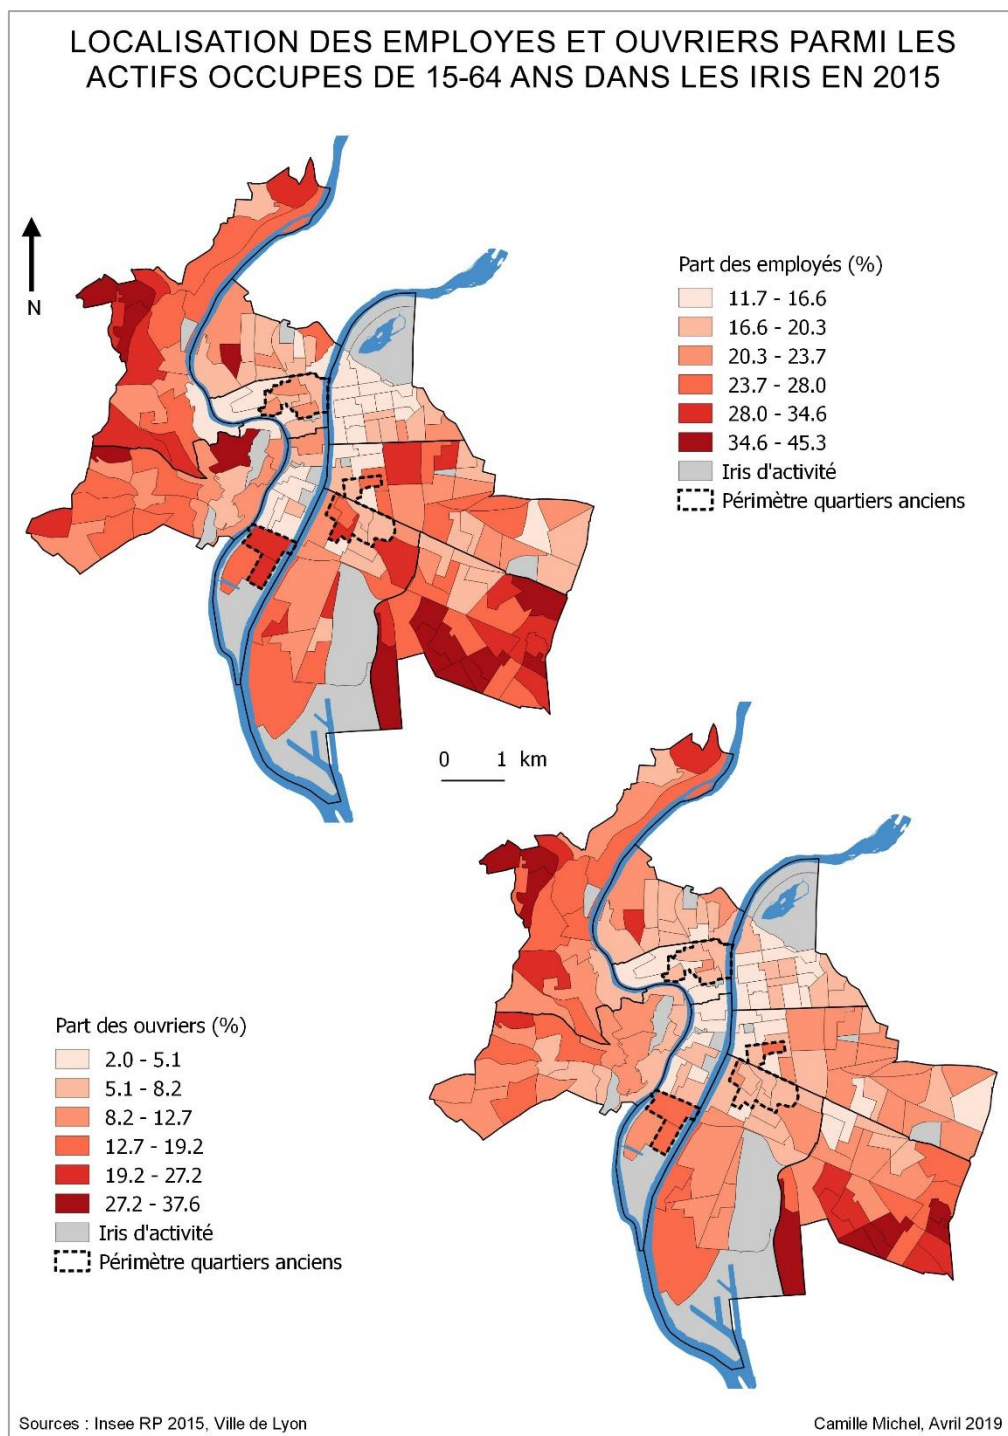 LOCALISATION DES EMPLOYES ET OUVRIERS PARMI LES
ACTIFS OCCUPES DE 15-64 ANS DANS LES IRIS EN 2015
N
Part des employés (%)
11.7 - 16.6
16.6 - 20.3
20.3 - 23.7
23.7 - 28.0
28.0 - 34.6
34.6 - 45.3
Iris d'activité
Périmètre quartiers anciens
0 1 km
Part des ouvriers (%)
2.0 - 5.1
5.1 - 8.2
8.2 - 12.7
12.7 - 19.2
19.2 - 27.2
27.2 - 37.6
Iris d'activité
Périmètre quartiers anciens
Sources : Insee RP 2015, Ville de Lyon
Camille Michel, Avril 2019